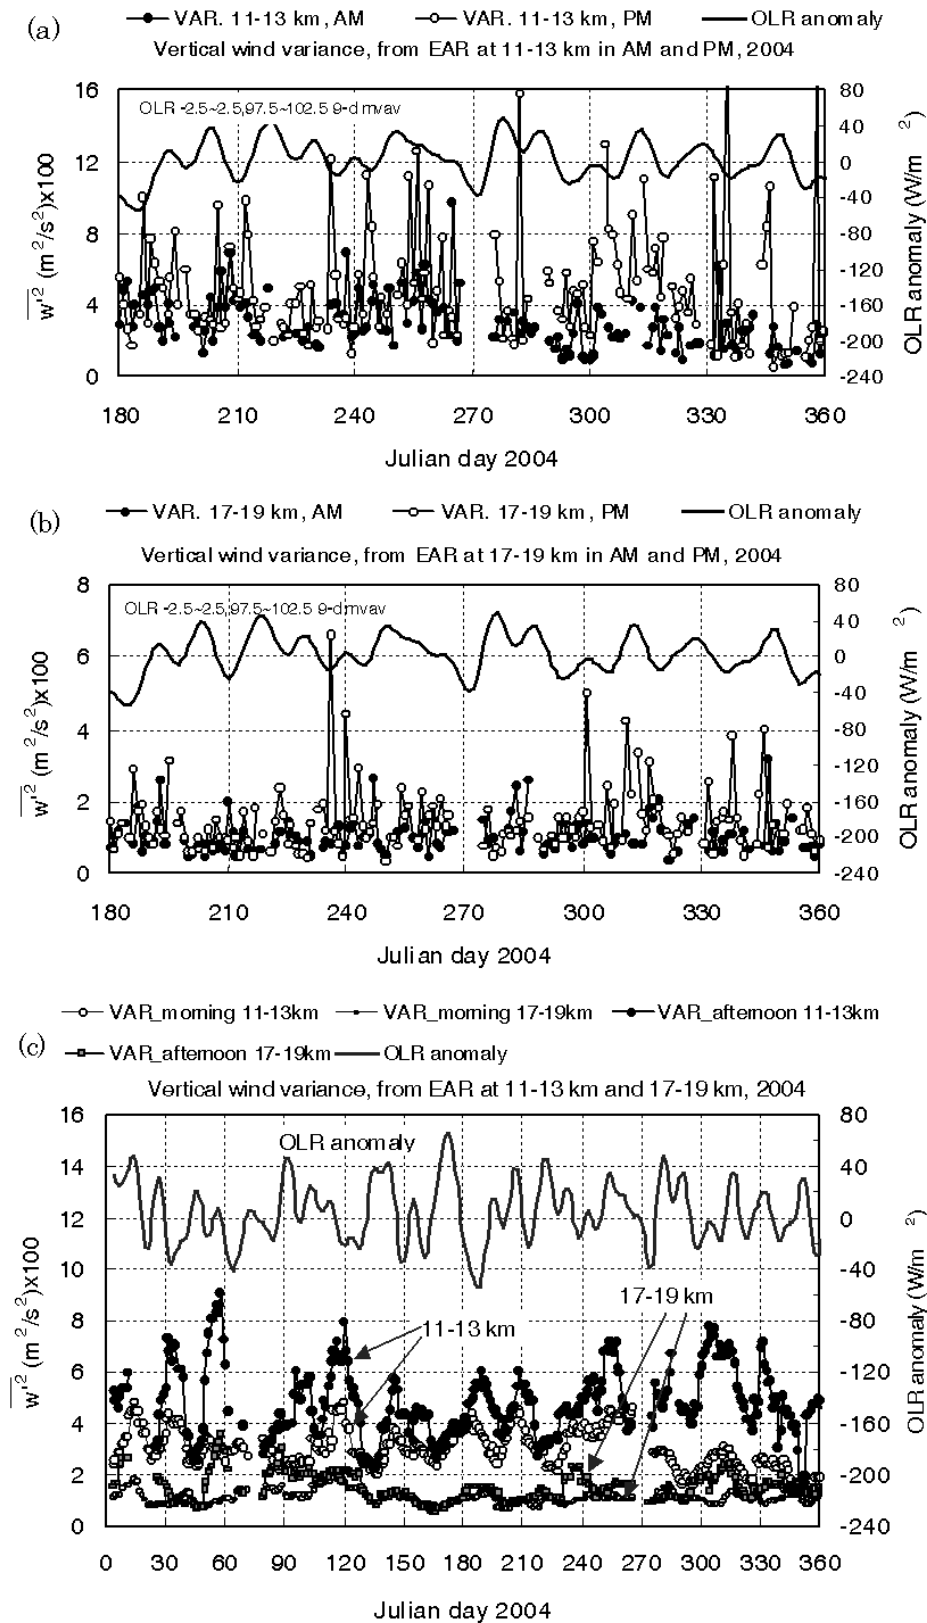 (a)
VAR. 11-13 km, AM VAR. 11-13 km, PM OLR anomaly
Vertical wind variance, from EAR at 11-13 km in AM and PM, 2004
OLR -2.5~2.5,97.5~102.5 9-d mvav
16 12 8 4 0
w'² (m²/s²)x100
80 40 0 -40 -80 -120 -160 -200 -240
OLR anomaly (W/m²)
180 210 240 270 300 330 360
Julian day 2004
(b)
VAR. 17-19 km, AM VAR. 17-19 km, PM OLR anomaly
Vertical wind variance, from EAR at 17-19 km in AM and PM, 2004
OLR -2.5~2.5,97.5~102.5 9-d mvav
8 6 4 2 0
w'² (m²/s²)x100
80 40 0 -40 -80 -120 -160 -200 -240
OLR anomaly (W/m²)
180 210 240 270 300 330 360
Julian day 2004
VAR_morning 11-13km VAR_morning 17-19km VAR_afternoon 11-13km
(c)
VAR_afternoon 17-19km OLR anomaly
Vertical wind variance, from EAR at 11-13 km and 17-19 km, 2004
OLR anomaly
17-19 km
11-13 km
16 14 12 10 8 6 4 2 0
w'² (m²/s²)x100
80 40 0 -40 -80 -120 -160 -200 -240
OLR anomaly (W/m²)
0 30 60 90 120 150 180 210 240 270 300 330 360
Julian day 2004